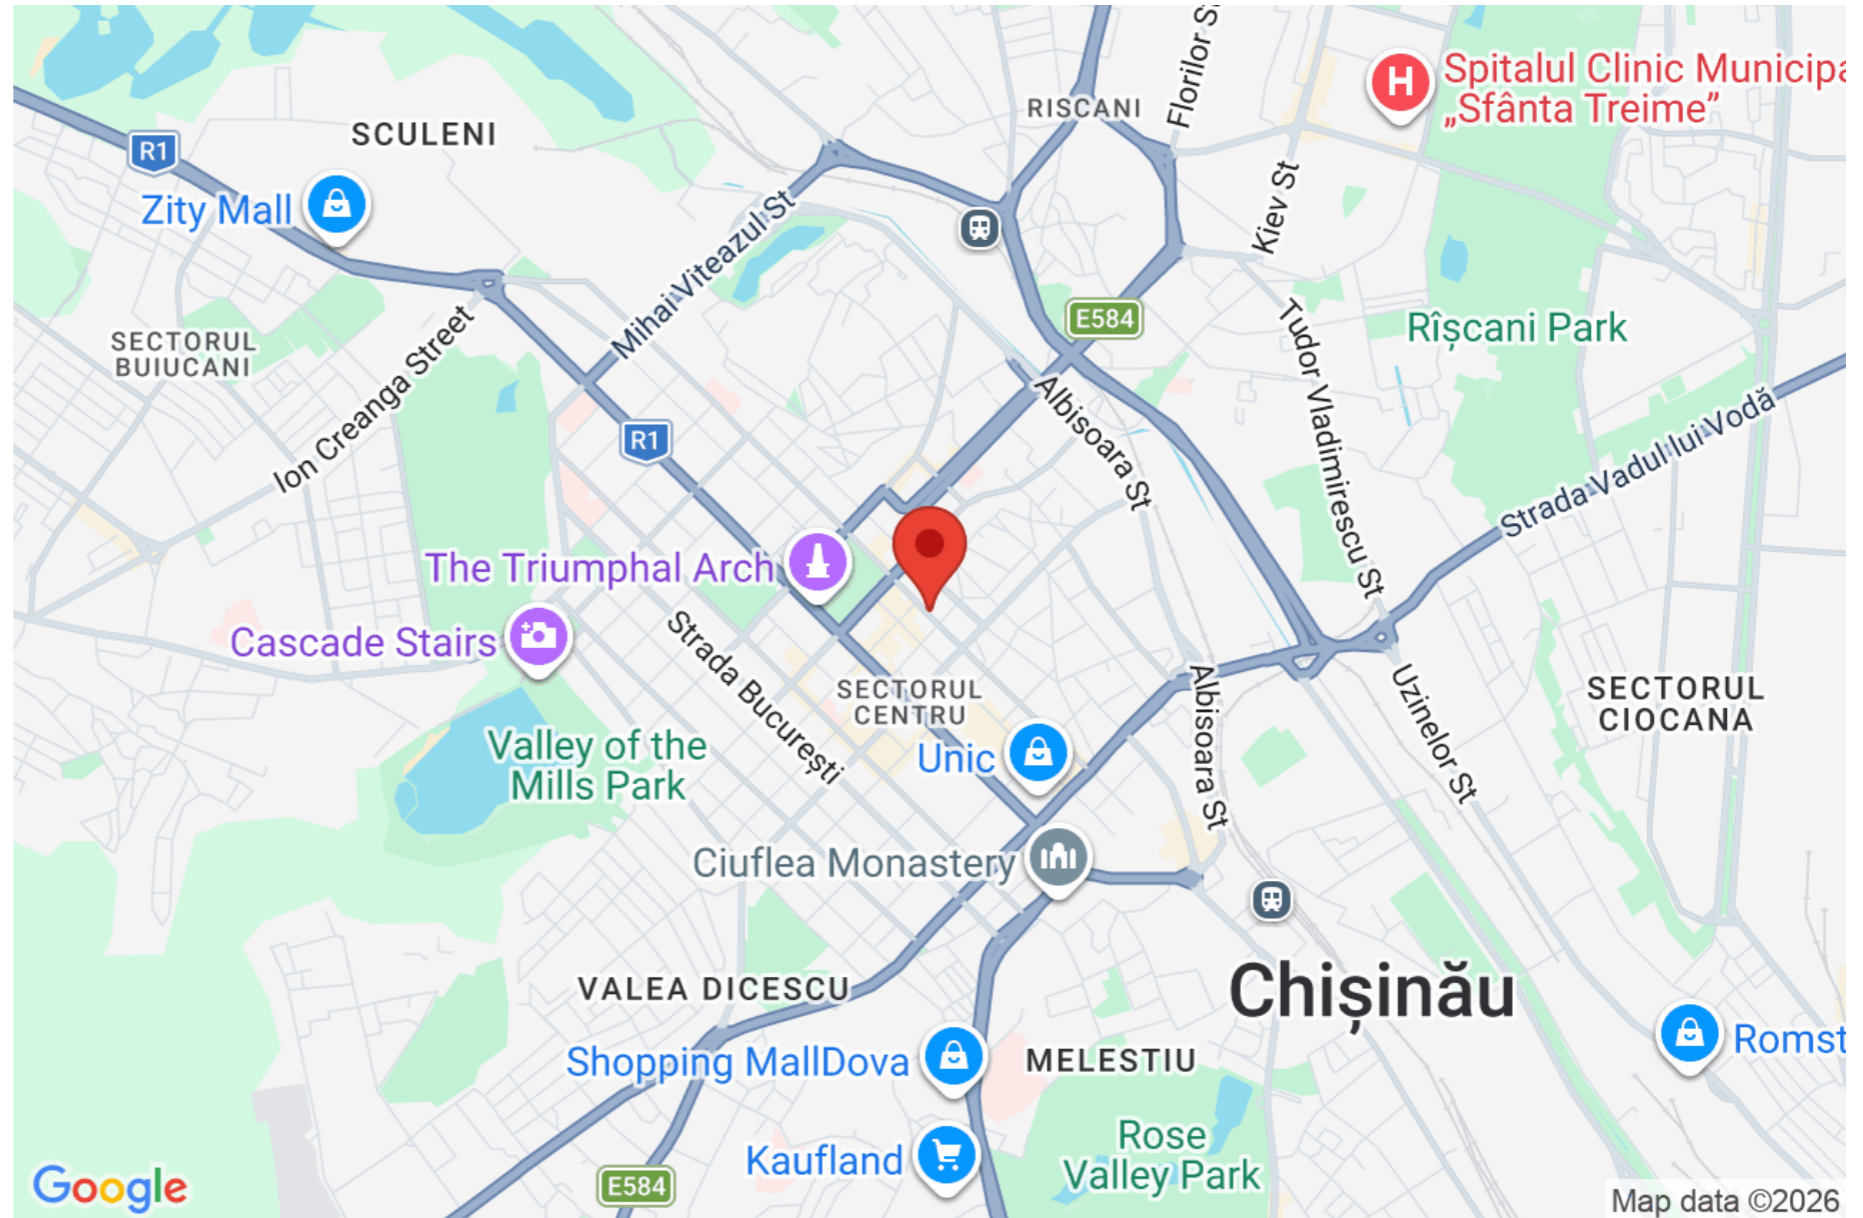 Florilor S
Spitalul Clinic Municipa
„Sfânta Treime”
RISCANI
SCULENI
R1
Zity Mall
Mihai Viteazul St
Kiev St
E584
Rîșcani Park
SECTORUL
BUIUCANI
Ion Creanga Street
Tudor Vladimirescu St
Albisoara St
R1
Strada Vadul lui Vodă
The Triumphal Arch
Cascade Stairs
Strada București
SECTORUL
CENTRU
Albisoara St
Uzinelor St
SECTORUL
CIOCANA
Valley of the
Mills Park
Unic
Ciuflea Monastery
VALEA DICESCU
Chișinău
Shopping MallDova
MELESTIU
Romst
Rose
Valley Park
Kaufland
E584
Google
Map data ©2026